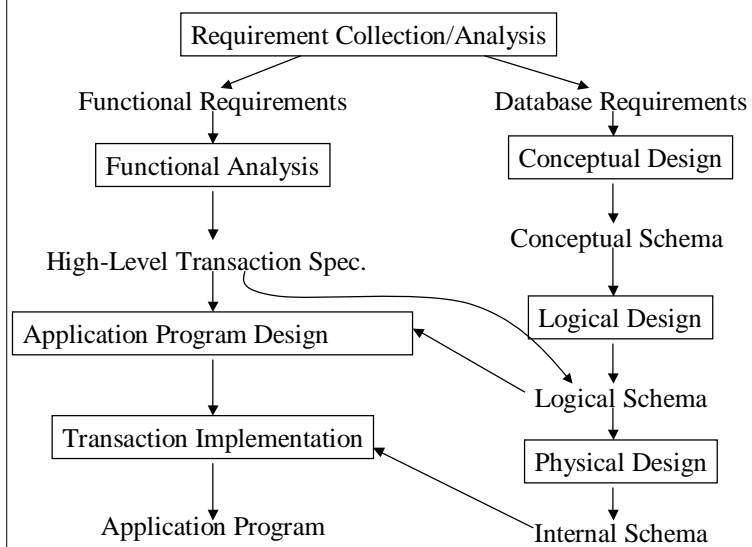 Requirement Collection/Analysis
Functional Requirements
Database Requirements
Functional Analysis
Conceptual Design
High-Level Transaction Spec.
Conceptual Schema
Application Program Design
Logical Design
Logical Schema
Transaction Implementation
Physical Design
Application Program
Internal Schema